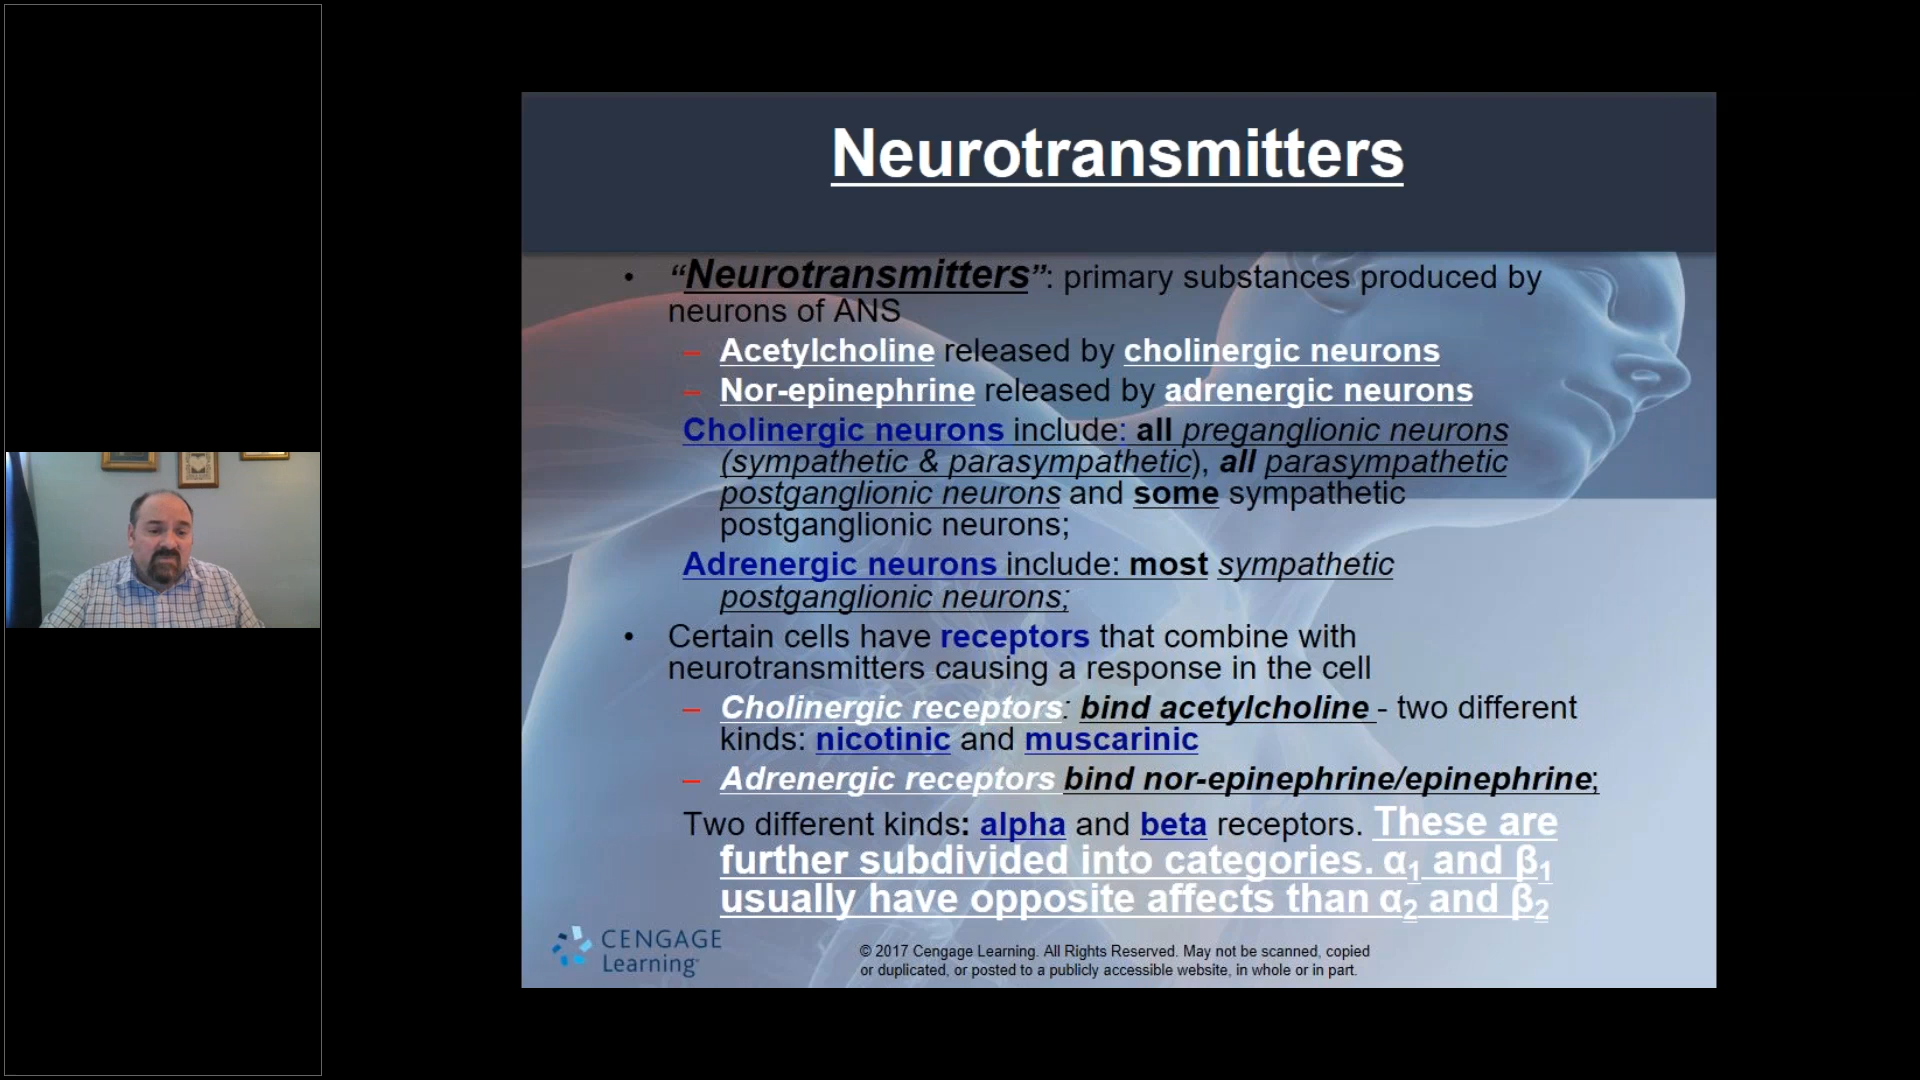 Neurotransmitters
• “Neurotransmitters”: primary substances produced by
neurons of ANS
– Acetylcholine released by cholinergic neurons
– Nor-epinephrine released by adrenergic neurons
Cholinergic neurons include: all preganglionic neurons
(sympathetic & parasympathetic), all parasympathetic
postganglionic neurons and some sympathetic
postganglionic neurons;
Adrenergic neurons include: most sympathetic
postganglionic neurons;
• Certain cells have receptors that combine with
neurotransmitters causing a response in the cell
– Cholinergic receptors: bind acetylcholine - two different
kinds: nicotinic and muscarinic
– Adrenergic receptors bind nor-epinephrine/epinephrine;
Two different kinds: alpha and beta receptors. These are
further subdivided into categories. α₁ and β₁
usually have opposite affects than α₂ and β₂
CENGAGE
Learning
© 2017 Cengage Learning. All Rights Reserved. May not be scanned, copied
or duplicated, or posted to a publicly accessible website, in whole or in part.